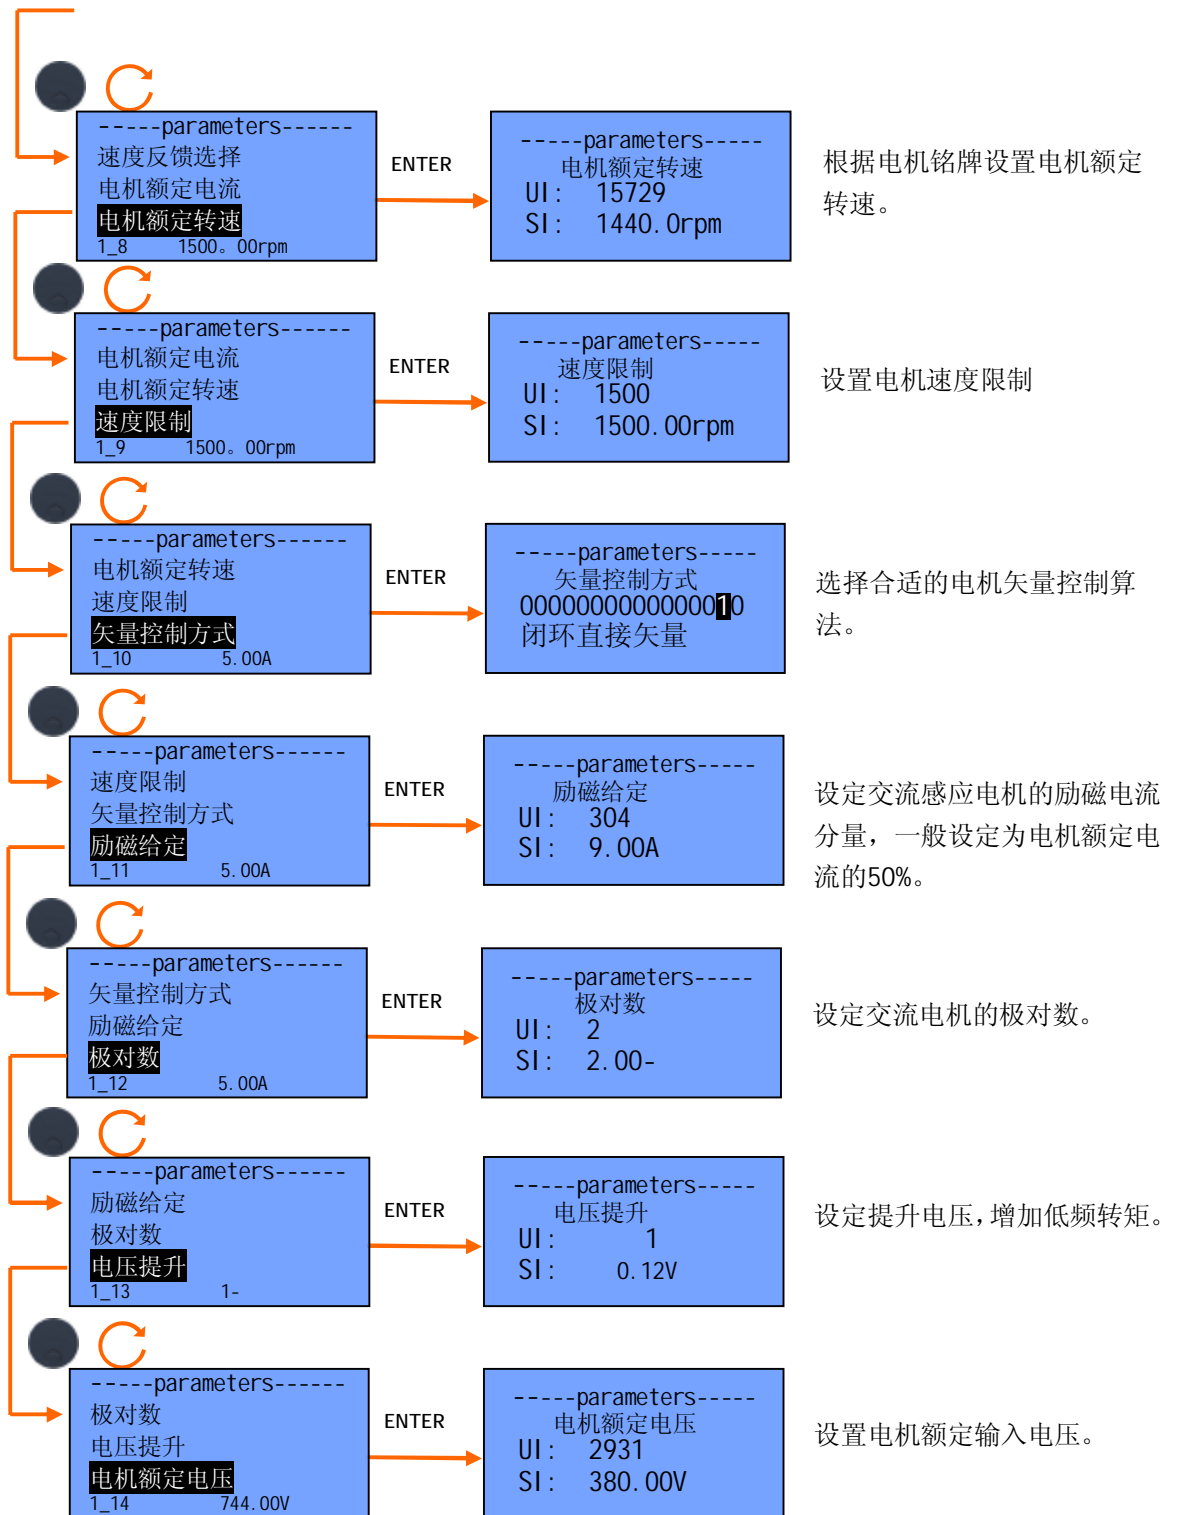 -----parameters------
速度反馈选择
电机额定电流
电机额定转速
1_8 1500。00rpm
ENTER
-----parameters-----
电机额定转速
UI: 15729
SI: 1440.0rpm
根据电机铭牌设置电机额定
转速。
-----parameters------
电机额定电流
电机额定转速
速度限制
1_9 1500。00rpm
ENTER
-----parameters-----
速度限制
UI: 1500
SI: 1500.00rpm
设置电机速度限制
-----parameters------
电机额定转速
速度限制
矢量控制方式
1_10 5.00A
ENTER
-----parameters-----
矢量控制方式
0000000000000010
闭环直接矢量
选择合适的电机矢量控制算
法。
-----parameters------
速度限制
矢量控制方式
励磁给定
1_11 5.00A
ENTER
-----parameters-----
励磁给定
UI: 304
SI: 9.00A
设定交流感应电机的励磁电流
分量，一般设定为电机额定电
流的50%。
-----parameters------
矢量控制方式
励磁给定
极对数
1_12 5.00A
ENTER
-----parameters-----
极对数
UI: 2
SI: 2.00-
设定交流电机的极对数。
-----parameters------
励磁给定
极对数
电压提升
1_13 1-
ENTER
-----parameters-----
电压提升
UI: 1
SI: 0.12V
设定提升电压，增加低频转矩。
-----parameters------
极对数
电压提升
电机额定电压
1_14 744.00V
ENTER
-----parameters-----
电机额定电压
UI: 2931
SI: 380.00V
设置电机额定输入电压。